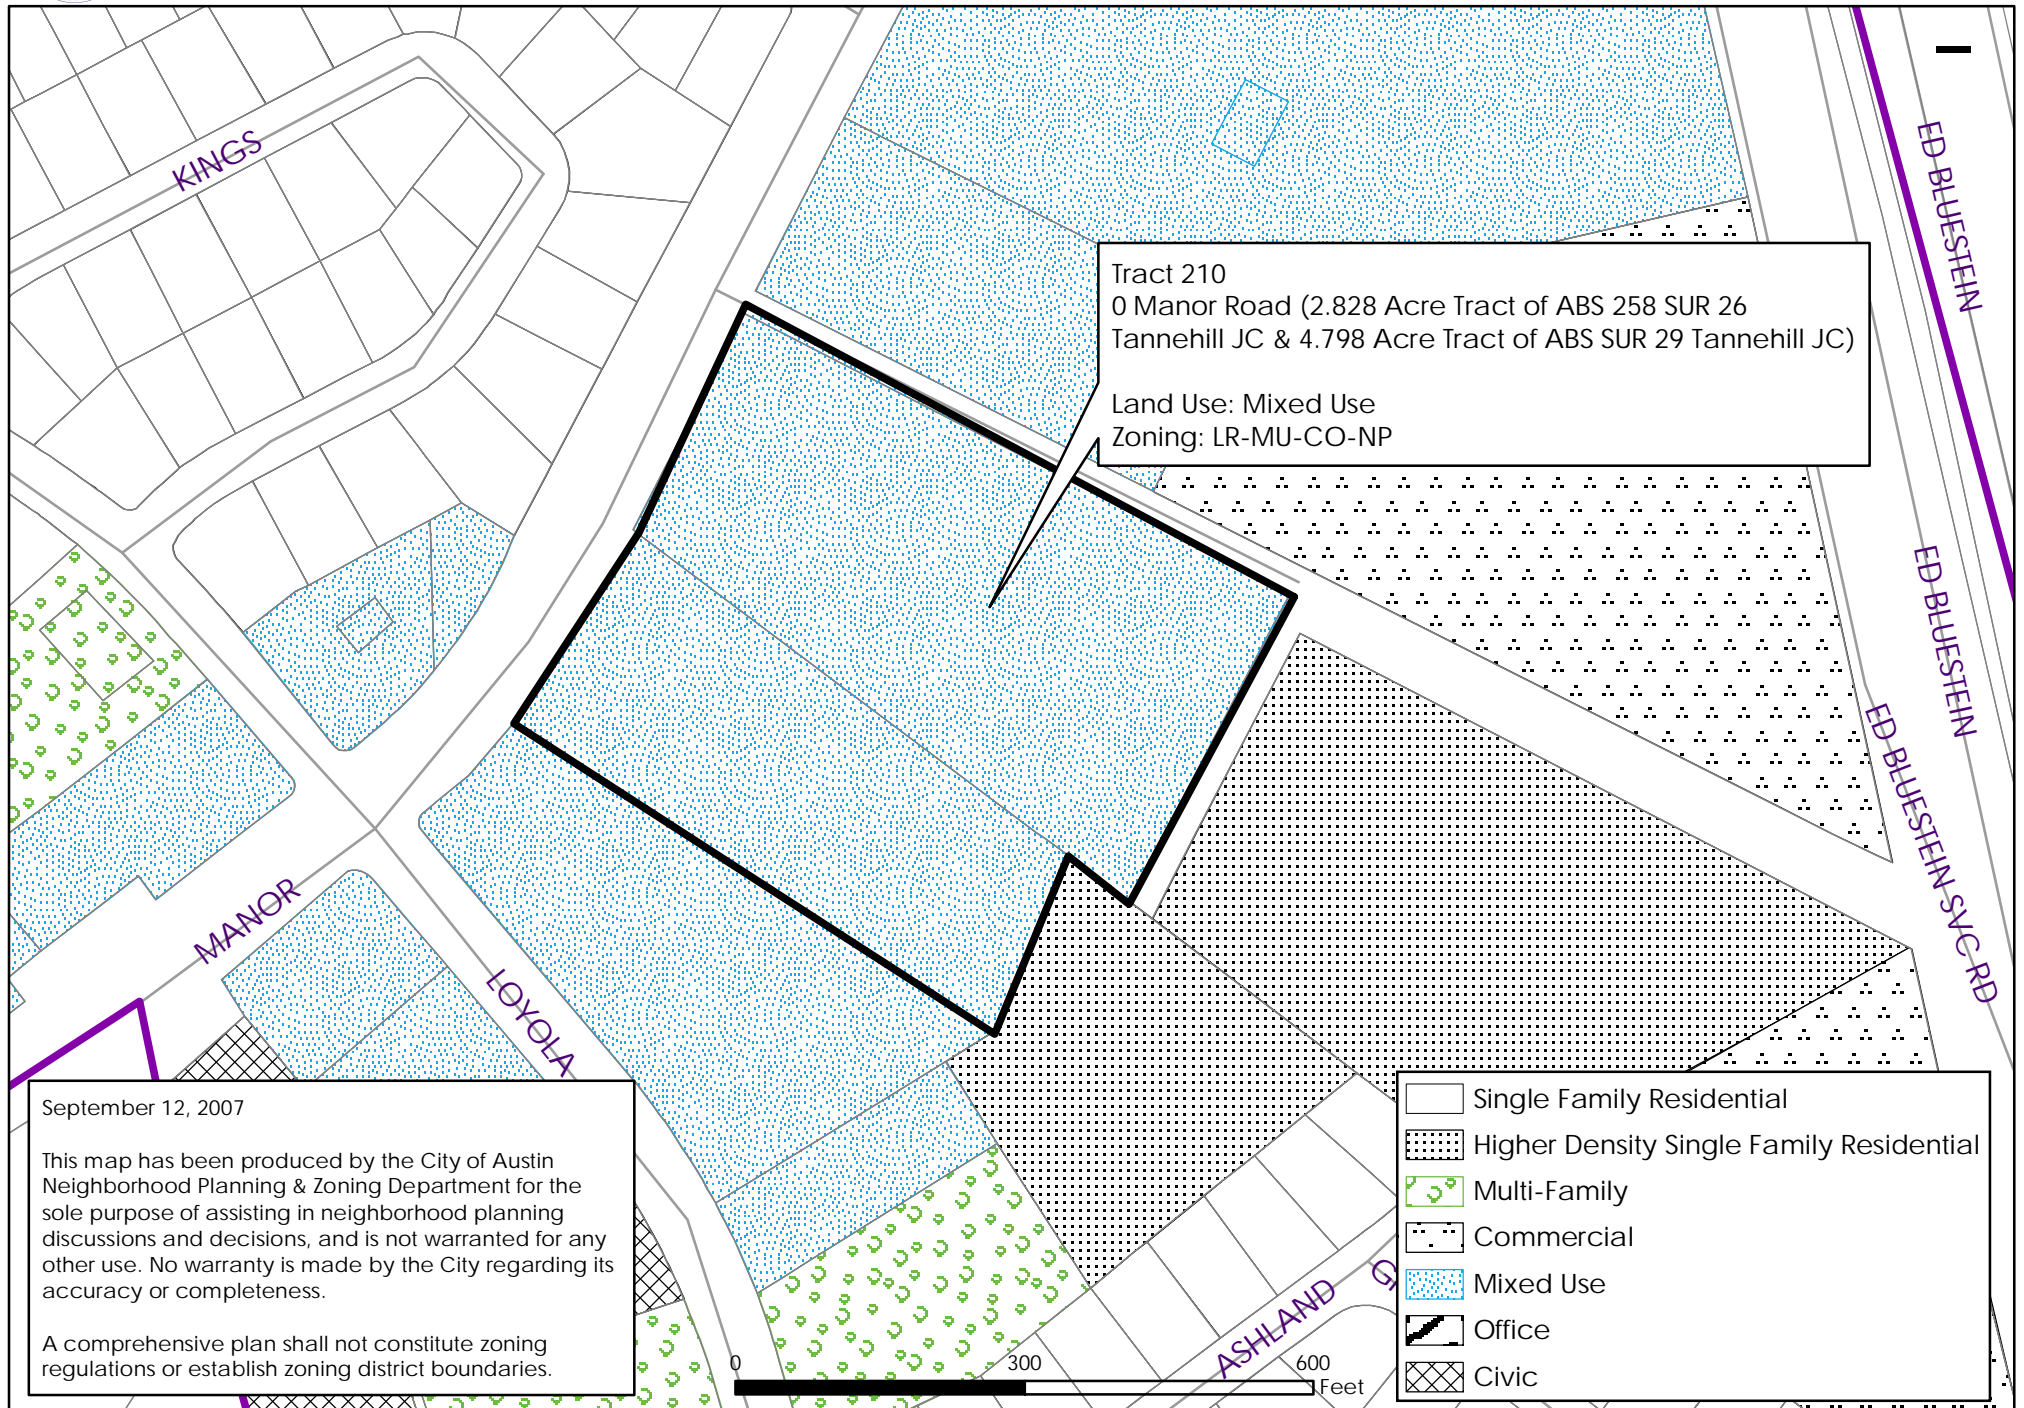 KINGS
ED BLUESTEIN
Tract 210
0 Manor Road (2.828 Acre Tract of ABS 258 SUR 26
Tannehill JC & 4.798 Acre Tract of ABS SUR 29 Tannehill JC)
Land Use: Mixed Use
Zoning: LR-MU-CO-NP
ED BLUESTEIN
ED BLUESTEIN SVC RD
MANOR
LOYOLA
September 12, 2007
This map has been produced by the City of Austin
Neighborhood Planning & Zoning Department for the
sole purpose of assisting in neighborhood planning
discussions and decisions, and is not warranted for any
other use. No warranty is made by the City regarding its
accuracy or completeness.
A comprehensive plan shall not constitute zoning
regulations or establish zoning district boundaries.
ASHLAND
0 300 600
Feet
Single Family Residential
Higher Density Single Family Residential
Multi-Family
Commercial
Mixed Use
Office
Civic